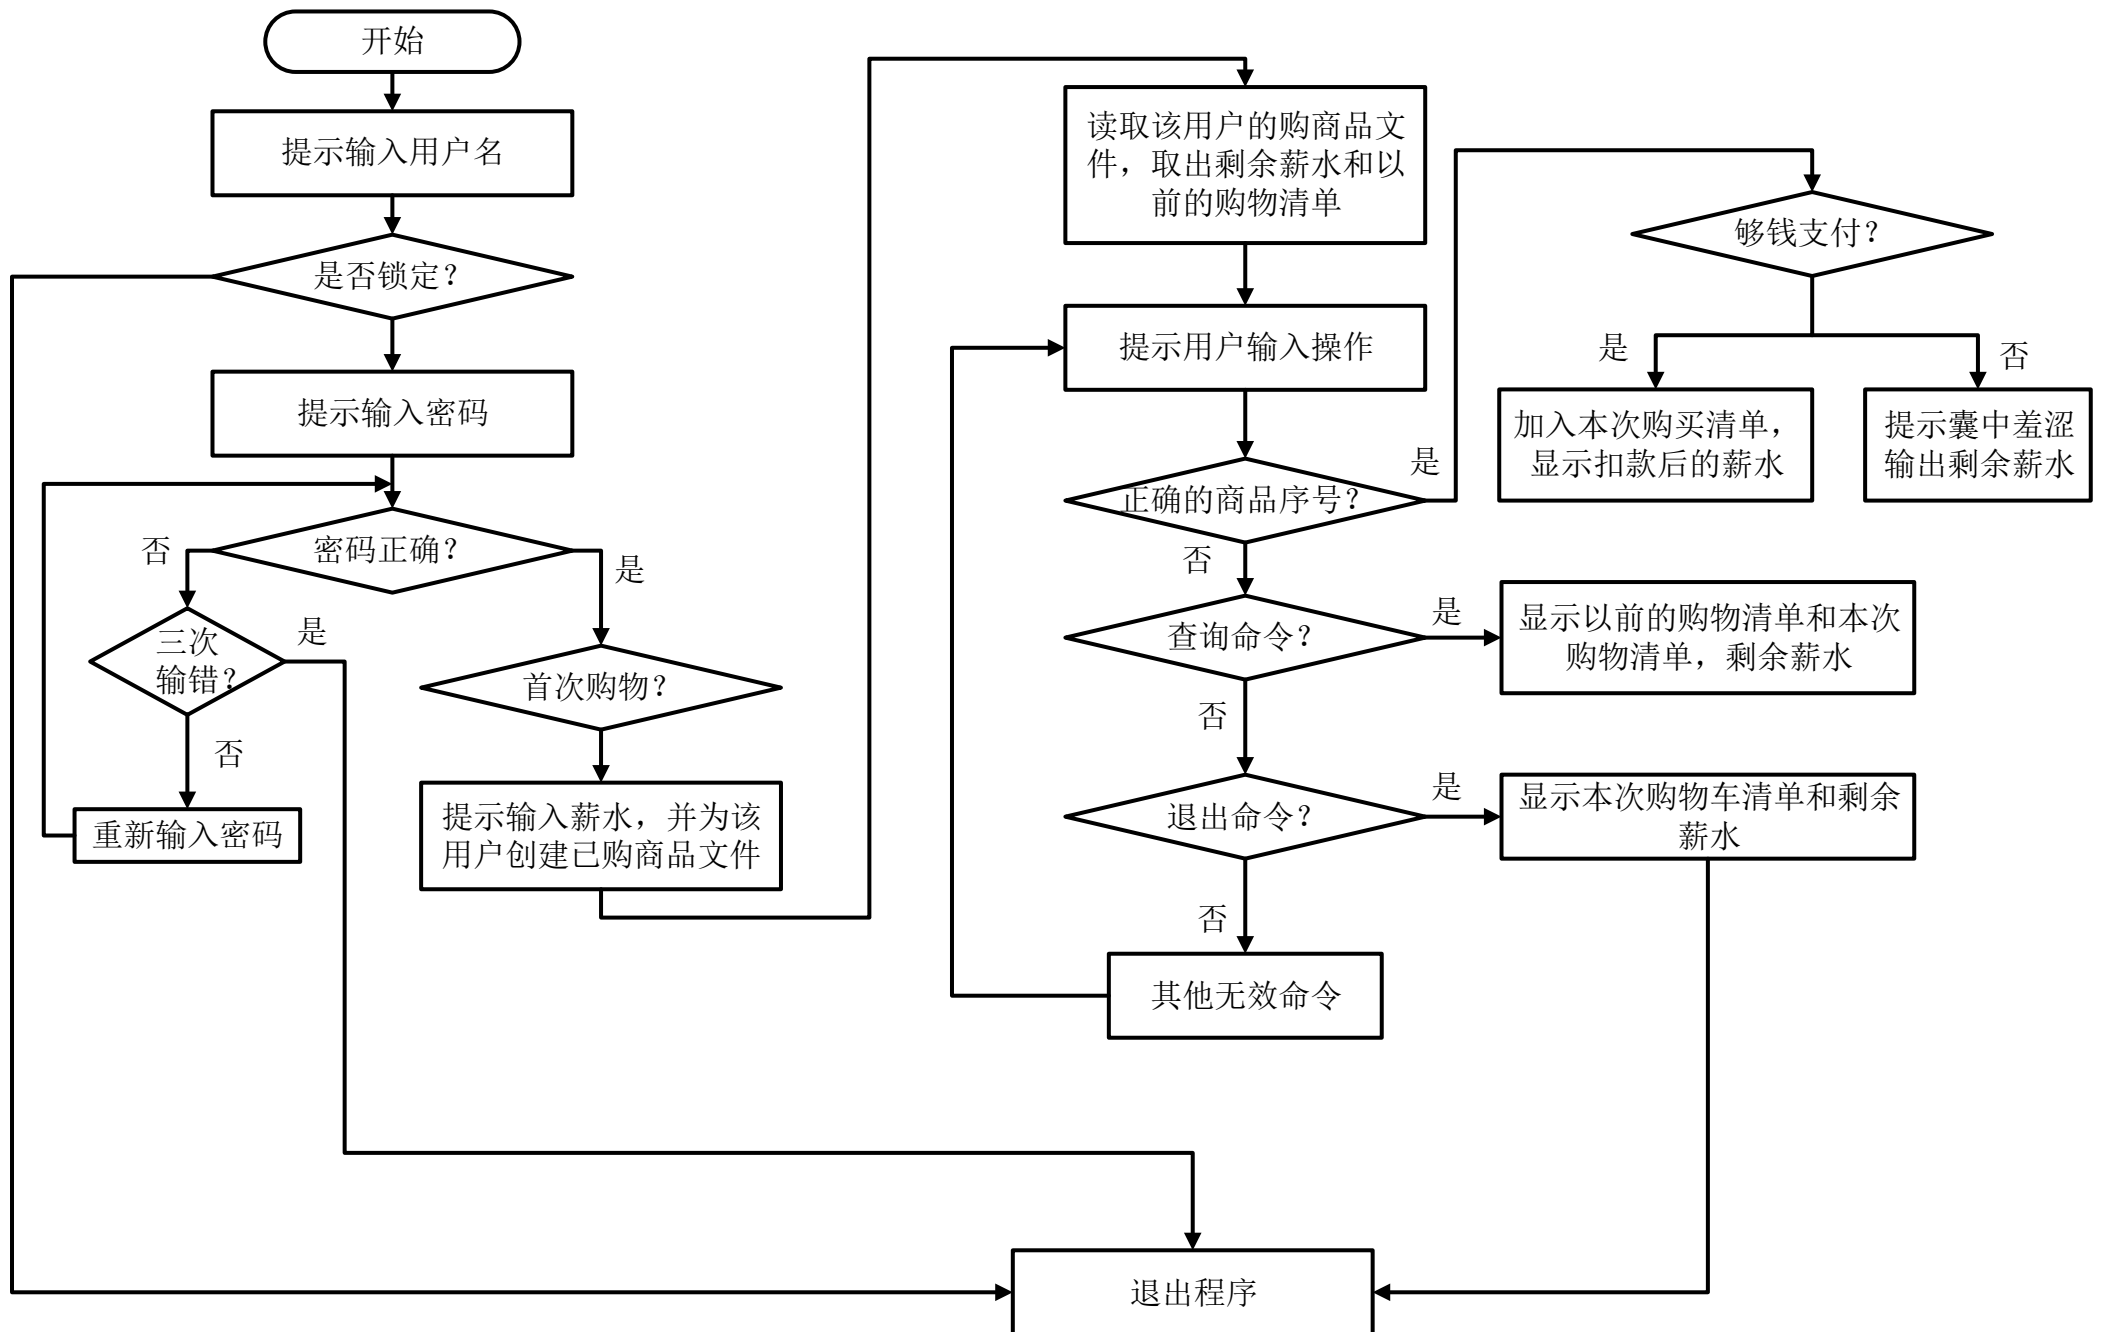 开始
提示输入用户名
是否锁定？
提示输入密码
密码正确？
否
是
三次
输错？
是
否
重新输入密码
首次购物？
提示输入薪水，并为该
用户创建已购商品文件
读取该用户的购商品文
件，取出剩余薪水和以
前的购物清单
提示用户输入操作
正确的商品序号？
是
否
够钱支付？
是
否
加入本次购买清单，
显示扣款后的薪水
提示囊中羞涩
输出剩余薪水
查询命令？
是
否
显示以前的购物清单和本次
购物清单，剩余薪水
退出命令？
是
否
显示本次购物车清单和剩余
薪水
其他无效命令
退出程序